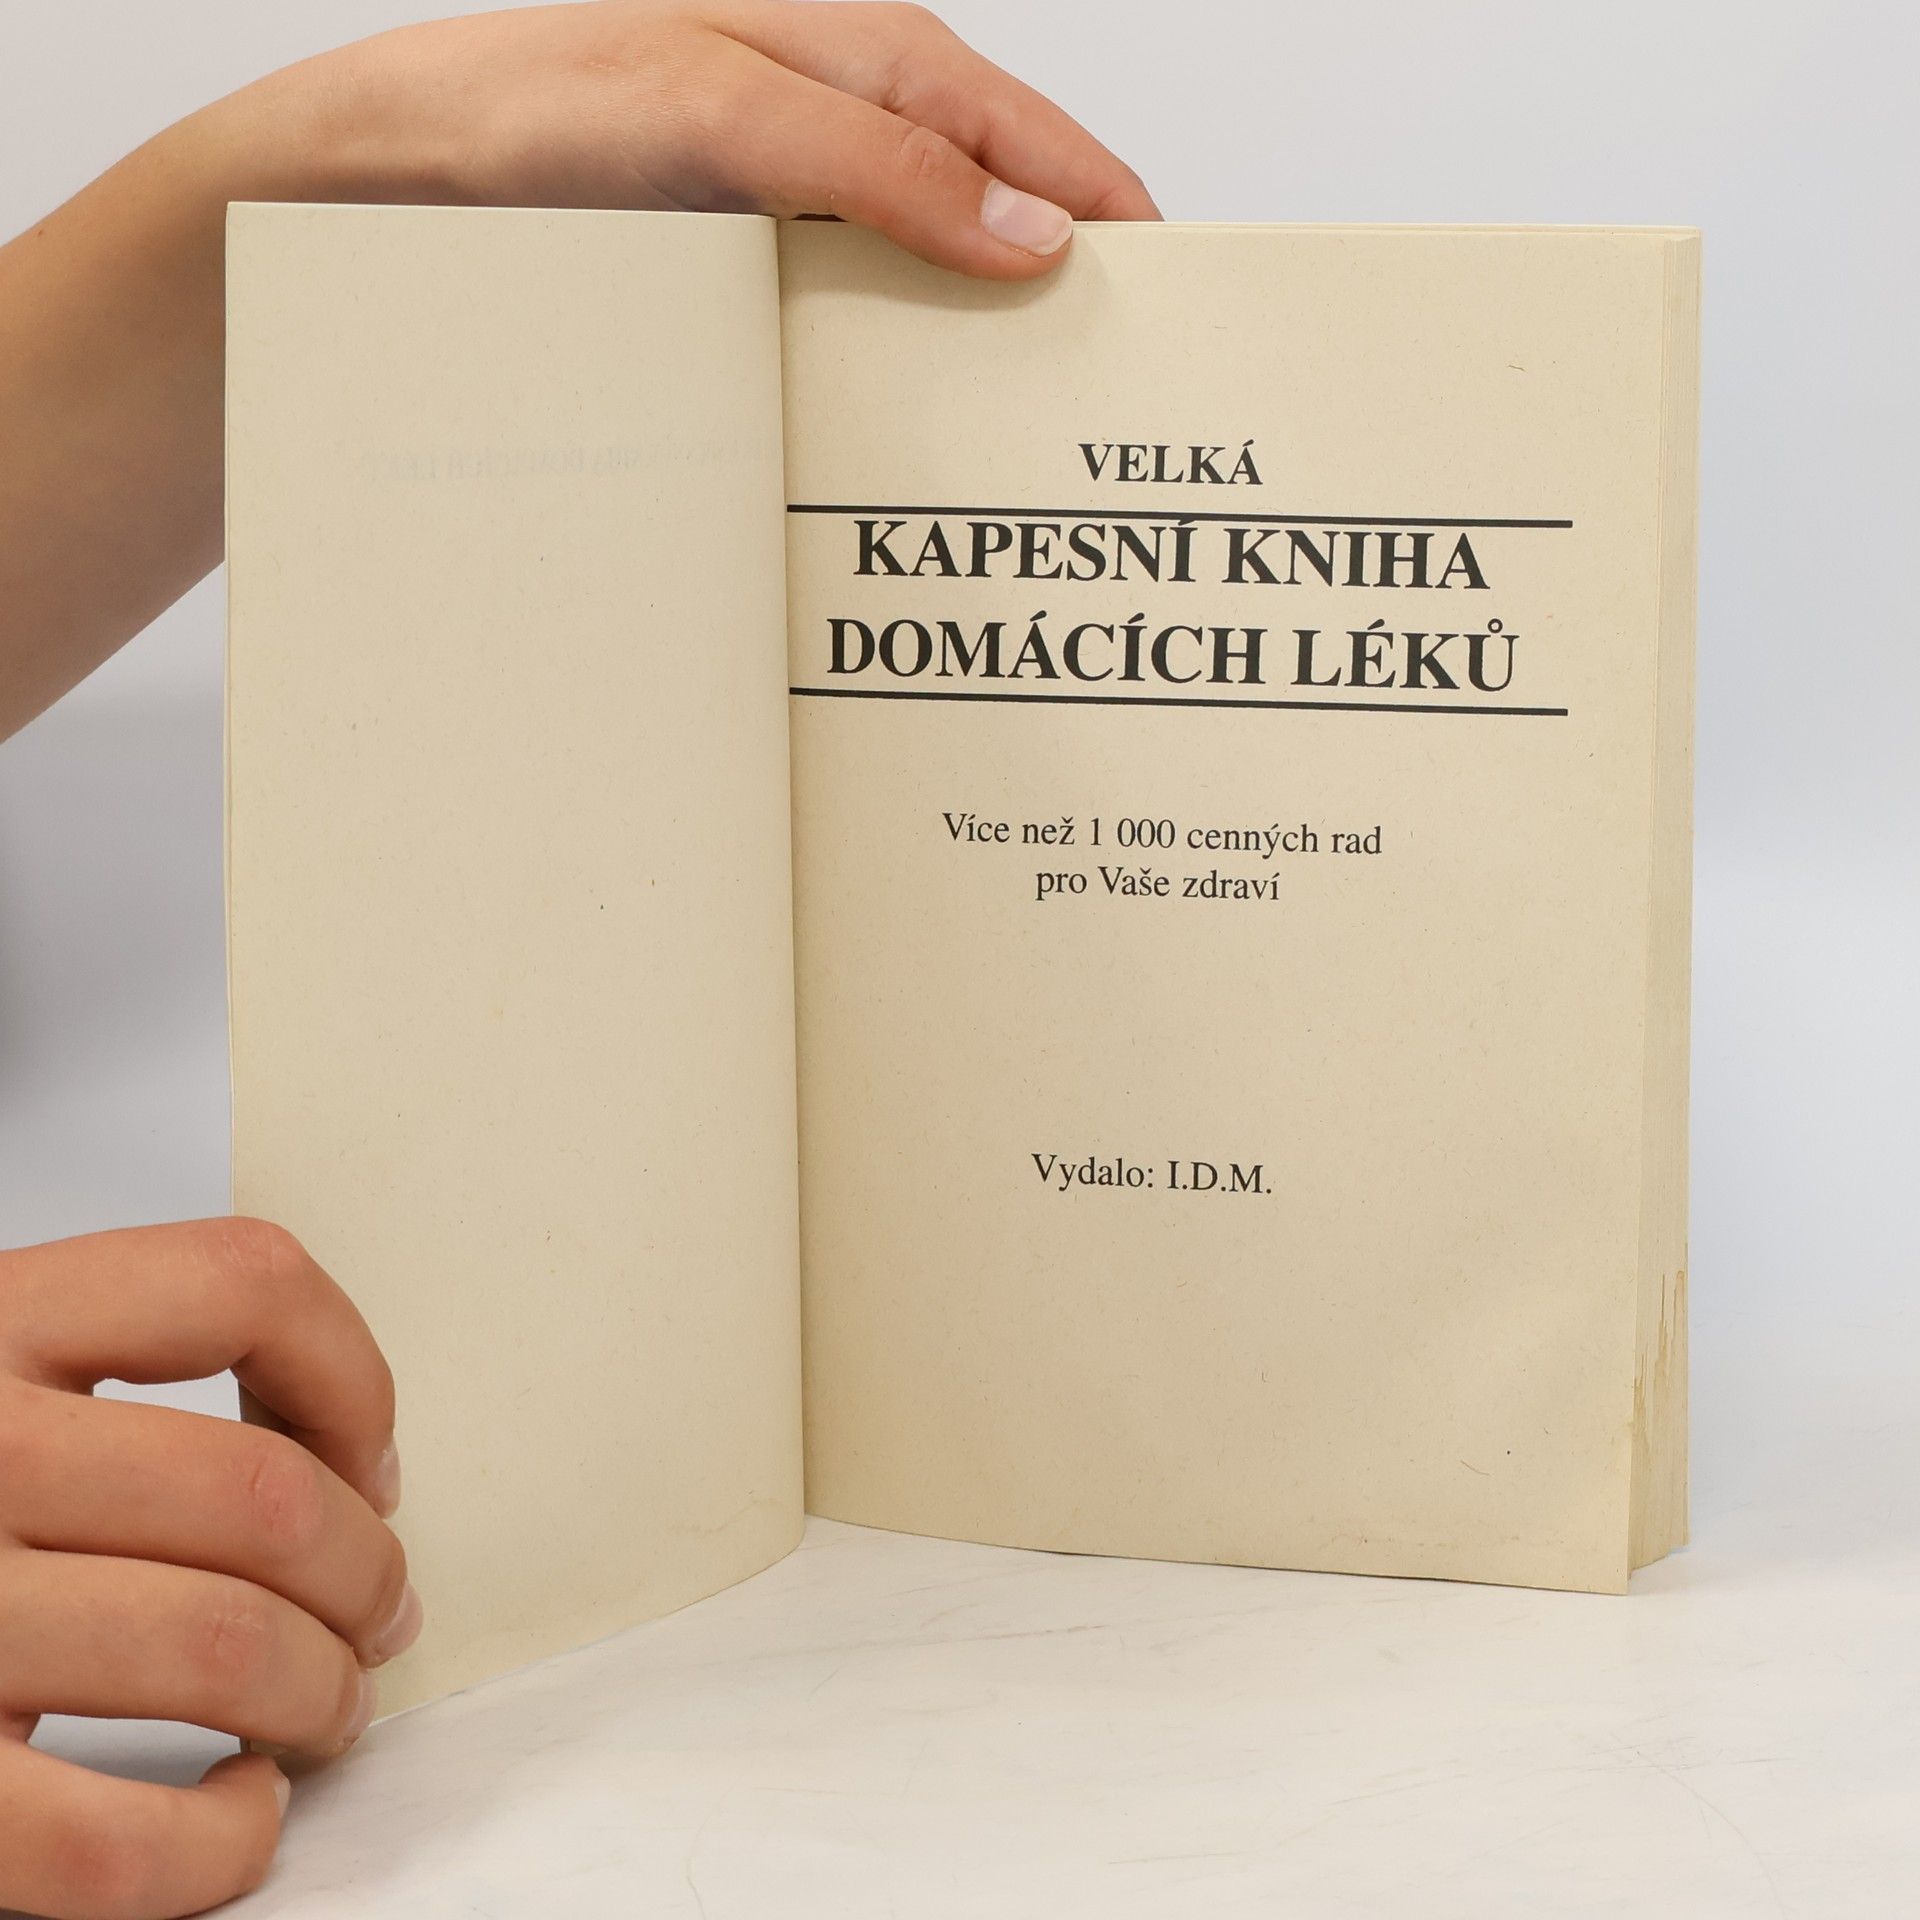 VELKÁ
KAPESNÍ KNIHA
DOMÁCÍCH LÉKŮ
Více než 1 000 cenných rad
pro Vaše zdraví
Vydalo: I.D.M.